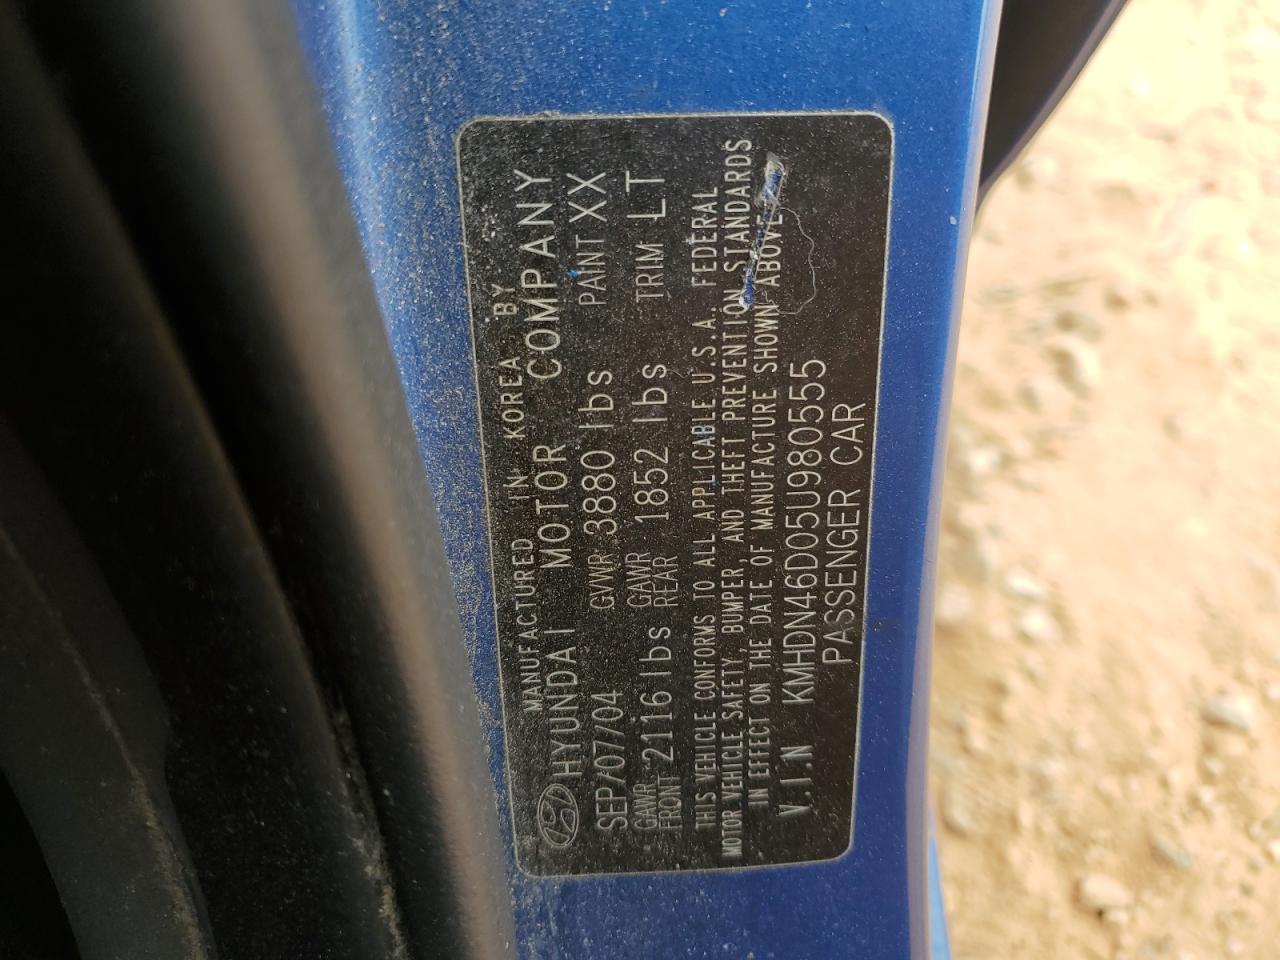 MANUFACTURED IN KOREA BY
HYUNDAI MOTOR COMPANY
SEP/07/04 GVWR 3880 lbs PAINT XX
GAWR FRONT 2116 lbs GAWR REAR 1852 lbs TRIM LT
THIS VEHICLE CONFORMS TO ALL APPLICABLE U.S.A. FEDERAL
MOTOR VEHICLE SAFETY, BUMPER, AND THEFT PREVENTION STANDARDS
IN EFFECT ON THE DATE OF MANUFACTURE SHOWN ABOVE
V.I.N KMHDN46D05U980555
PASSENGER CAR